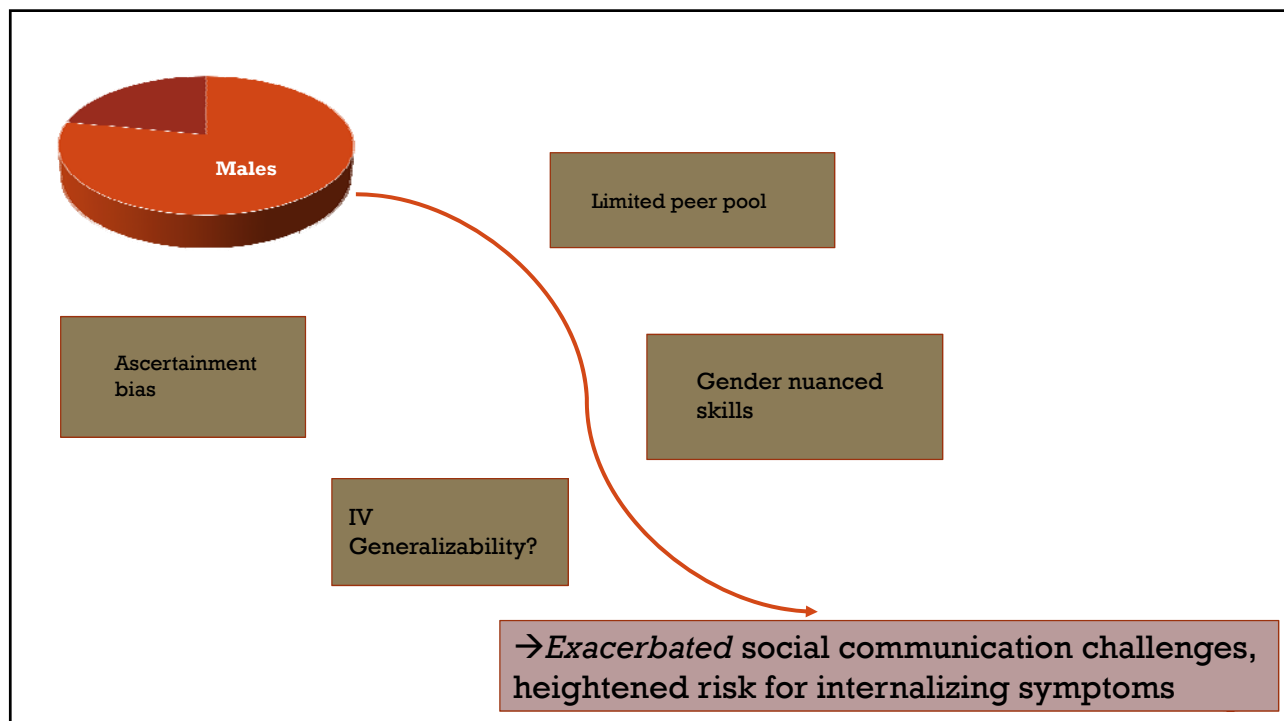 Males
Limited peer pool
Ascertainment
bias
Gender nuanced
skills
IV
Generalizability?
→Exacerbated social communication challenges,
heightened risk for internalizing symptoms